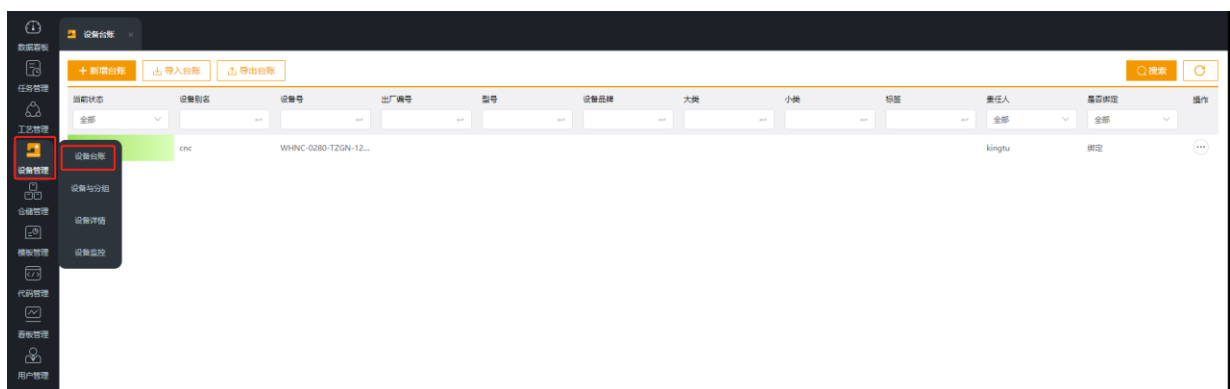 设备台账 ×
数据看板
任务管理
工艺管理
设备管理
仓储管理
模板管理
代码管理
看板管理
用户管理
+ 新增台账 导入台账 导出台账 搜索
当前状态 设备别名 设备号 出厂编号 型号 设备品牌 大类 小类 标签 责任人 是否绑定 操作
全部 全部 全部
cnc WHNC-0280-TZGN-12... kingtu 绑定
设备台账
设备与分组
设备详情
设备监控